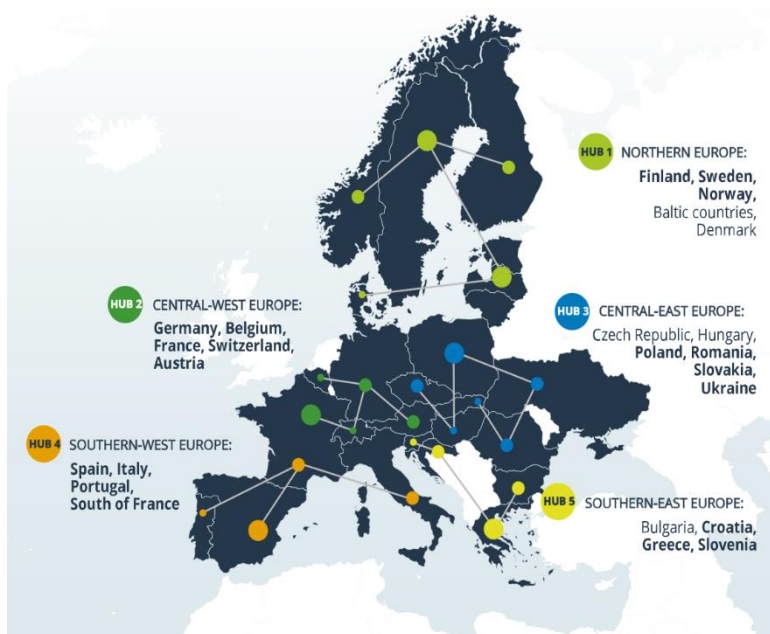 HUB 1 NORTHERN EUROPE:
Finland, Sweden,
Norway,
Baltic countries,
Denmark
HUB 2 CENTRAL-WEST EUROPE:
Germany, Belgium,
France, Switzerland,
Austria
HUB 3 CENTRAL-EAST EUROPE:
Czech Republic, Hungary,
Poland, Romania,
Slovakia,
Ukraine
HUB 4 SOUTHERN-WEST EUROPE:
Spain, Italy,
Portugal,
South of France
HUB 5 SOUTHERN-EAST EUROPE:
Bulgaria, Croatia,
Greece, Slovenia